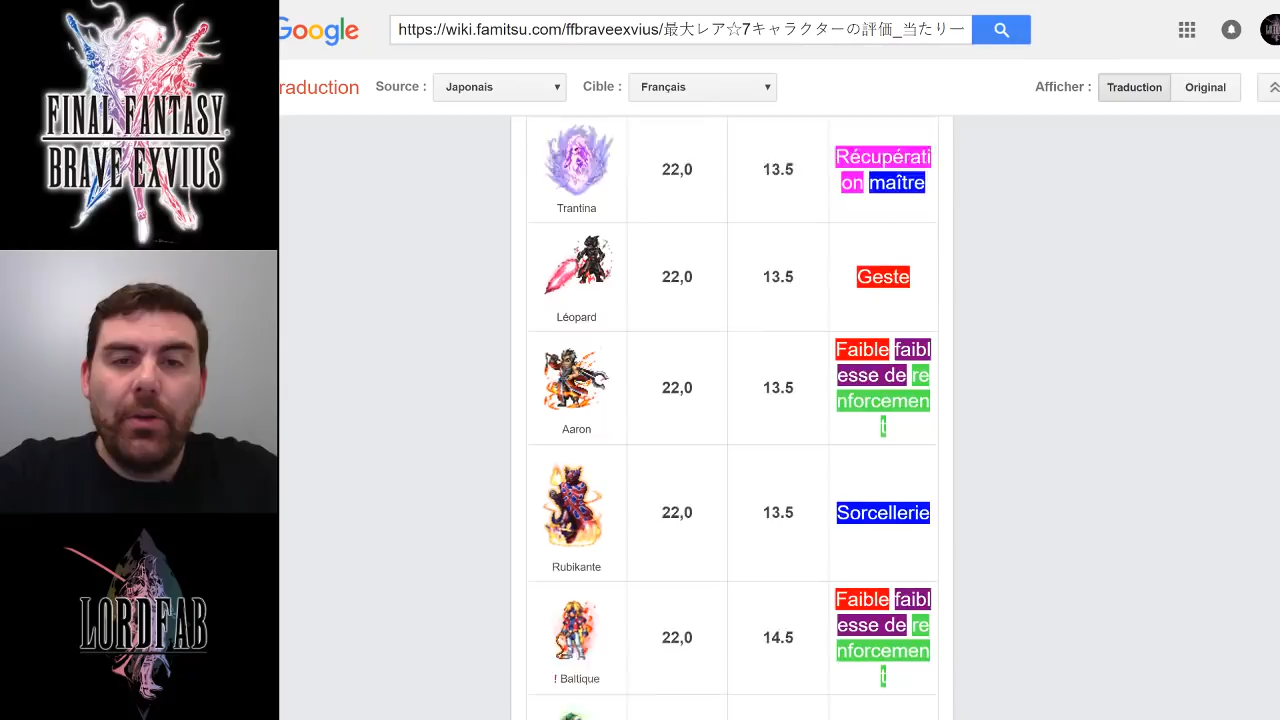 FINAL FANTASY
BRAVE EXVIUS
LORDFAB
Google
https://wiki.famitsu.com/ffbraveexvius/最大レア☆7キャラクターの評価_当たり一
raduction
Source :
Japonais
Cible :
Français
Afficher :
Traduction
Original
Trantina
22,0
13.5
Récupérati
on maître
Léopard
22,0
13.5
Geste
Aaron
22,0
13.5
Faible faibl
esse de re
nforcemen
t
Rubikante
22,0
13.5
Sorcellerie
! Baltique
22,0
14.5
Faible faibl
esse de re
nforcemen
t